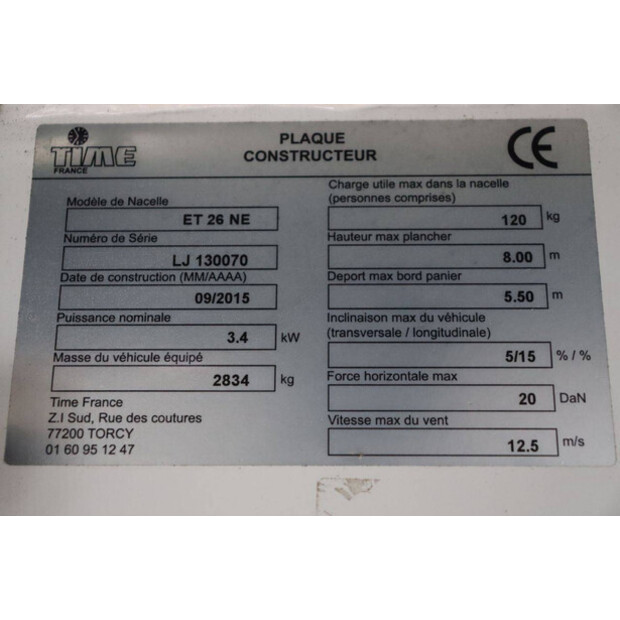 TIME
FRANCE
PLAQUE
CONSTRUCTEUR
CE
Modèle de Nacelle
ET 26 NE
Numéro de Série
LJ 130070
Date de construction (MM/AAAA)
09/2015
Puissance nominale
3.4 kW
Masse du véhicule équipé
2834 kg
Time France
Z.I Sud, Rue des coutures
77200 TORCY
01 60 95 12 47
Charge utile max dans la nacelle
(personnes comprises)
120 kg
Hauteur max plancher
8.00 m
Deport max bord panier
5.50 m
Inclinaison max du véhicule
(transversale / longitudinale)
5/15 % / %
Force horizontale max
20 DaN
Vitesse max du vent
12.5 m/s